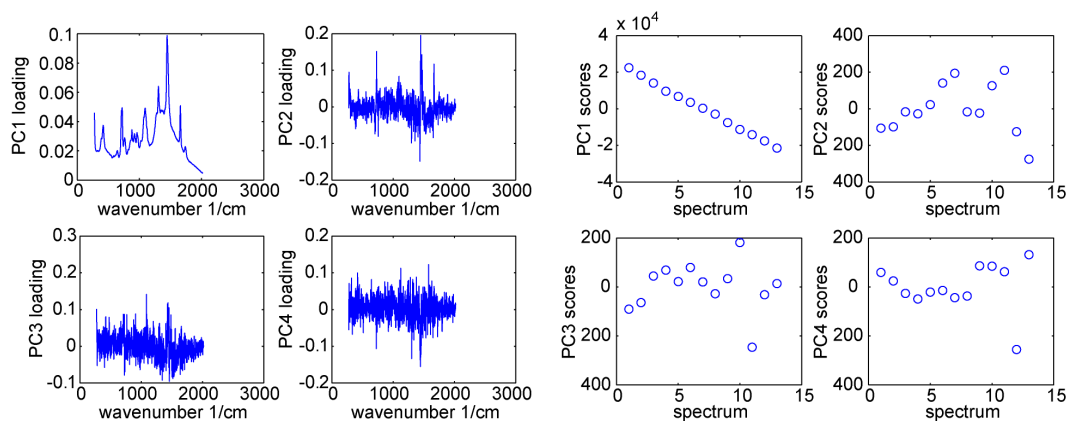 0.1
0.08
0.06
0.04
0.02
0
PC1 loading
0 1000 2000 3000
wavenumber 1/cm
0.2
0.1
0
-0.1
-0.2
PC2 loading
0 1000 2000 3000
wavenumber 1/cm
x 10^4
4
2
0
-2
-4
PC1 scores
0 5 10 15
spectrum
400
200
0
200
400
PC2 scores
0 5 10 15
spectrum
0.3
0.2
0.1
0
-0.1
PC3 loading
0 1000 2000 3000
wavenumber 1/cm
0.2
0.1
0
-0.1
0.2
PC4 loading
0 1000 2000 3000
wavenumber 1/cm
200
0
200
400
PC3 scores
0 5 10 15
spectrum
200
0
200
400
PC4 scores
0 5 10 15
spectrum